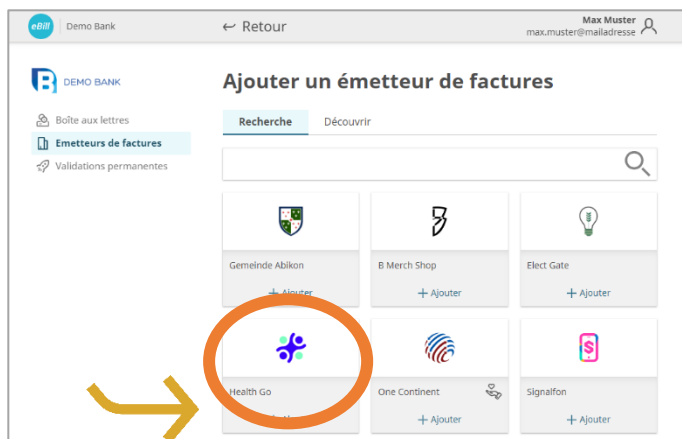 eBill Demo Bank
← Retour
Max Muster
max.muster@mailadresse
DEMO BANK
Ajouter un émetteur de factures
Boîte aux lettres
Emetteurs de factures
Validations permanentes
Recherche Découvrir
Gemeinde Abikon
B Merch Shop
Elect Gate
+ Ajouter
+ Ajouter
+ Ajouter
Health Go
One Continent
Signalfon
+ Ajouter
+ Ajouter